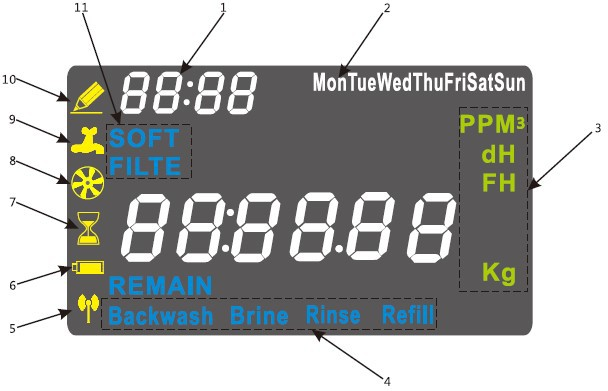 11 1 2
10 88:88 MonTueWedThuFriSatSun
9 SOFT PPM³
FILTE dH
8 FH 3
7 88:88.88
6 REMAIN Kg
5 Backwash Brine Rinse Refill
4